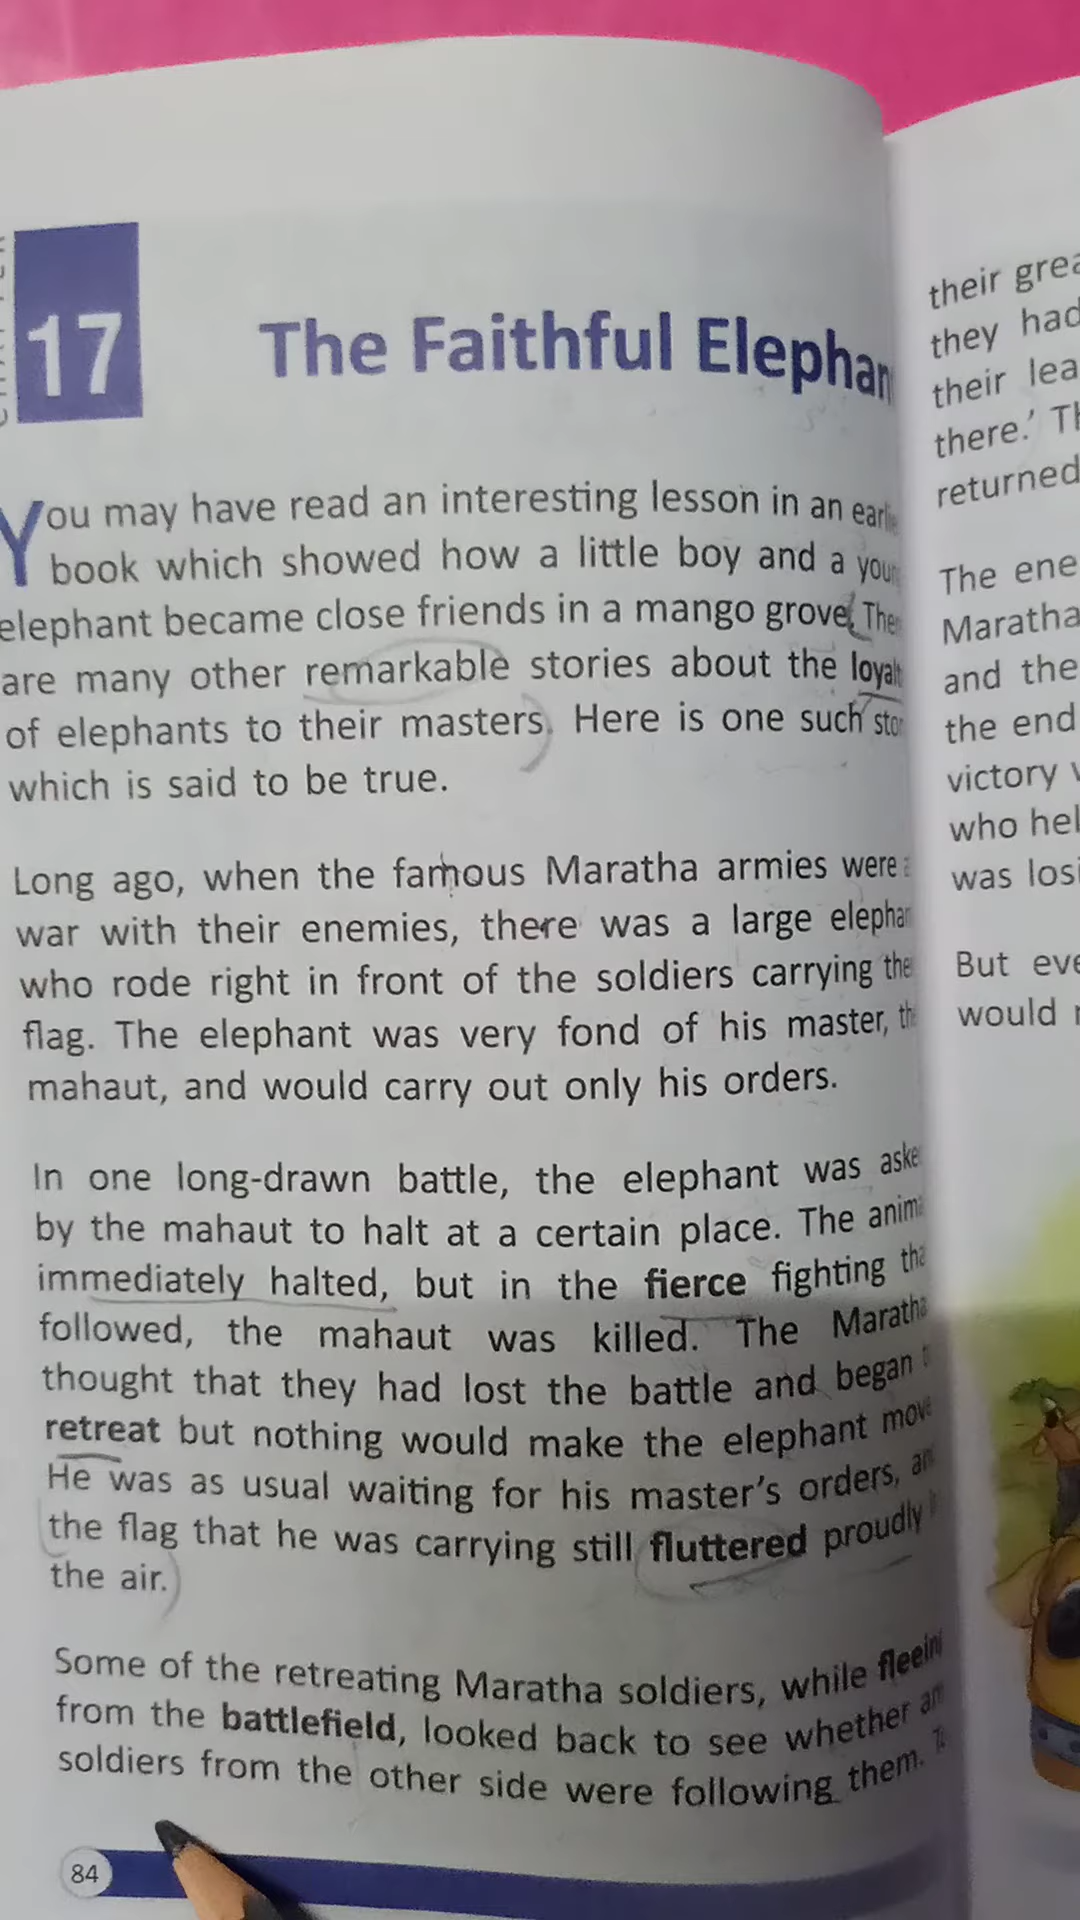 17
The Faithful Elephan
You may have read an interesting lesson in an earlie
book which showed how a little boy and a youn
elephant became close friends in a mango grove. Ther
are many other remarkable stories about the loyalt
of elephants to their masters. Here is one such stor
which is said to be true.
Long ago, when the famous Maratha armies were a
war with their enemies, there was a large elephan
who rode right in front of the soldiers carrying the
flag. The elephant was very fond of his master, th
mahaut, and would carry out only his orders.
In one long-drawn battle, the elephant was aske
by the mahaut to halt at a certain place. The anima
immediately halted, but in the fierce fighting tha
followed, the mahaut was killed. The Maratha
thought that they had lost the battle and began t
retreat but nothing would make the elephant move
He was as usual waiting for his master's orders, an
the flag that he was carrying still fluttered proudly i
the air.
Some of the retreating Maratha soldiers, while fleein
from the battlefield, looked back to see whether an
soldiers from the other side were following them. T
84
their grea
they had
their lea
there.' Th
returned
The ene
Maratha
and the
the end
victory
who hel
was losi
But eve
would